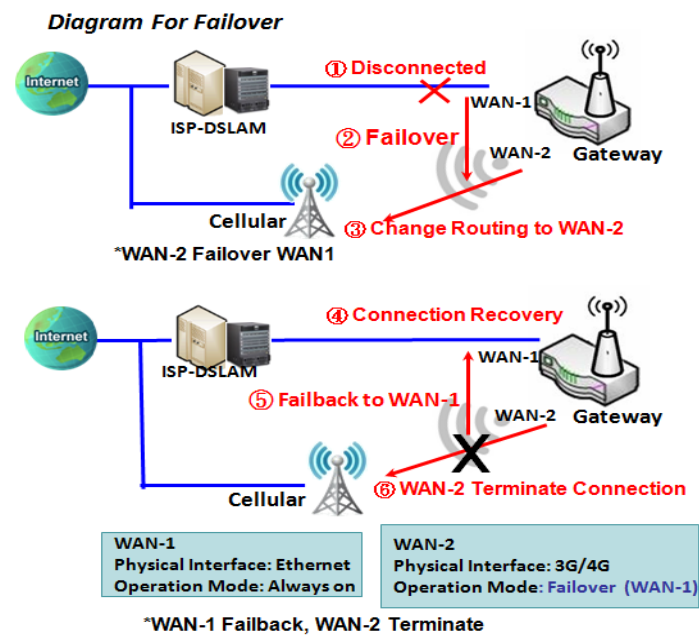 Diagram For Failover
① Disconnected
Internet
WAN-1
ISP-DSLAM
② Failover
WAN-2
Gateway
Cellular
③ Change Routing to WAN-2
*WAN-2 Failover WAN1
④ Connection Recovery
Internet
WAN-1
ISP-DSLAM
⑤ Failback to WAN-1
WAN-2
Gateway
Cellular
⑥ WAN-2 Terminate Connection
WAN-1
Physical Interface: Ethernet
Operation Mode: Always on
WAN-2
Physical Interface: 3G/4G
Operation Mode: Failover (WAN-1)
*WAN-1 Failback, WAN-2 Terminate